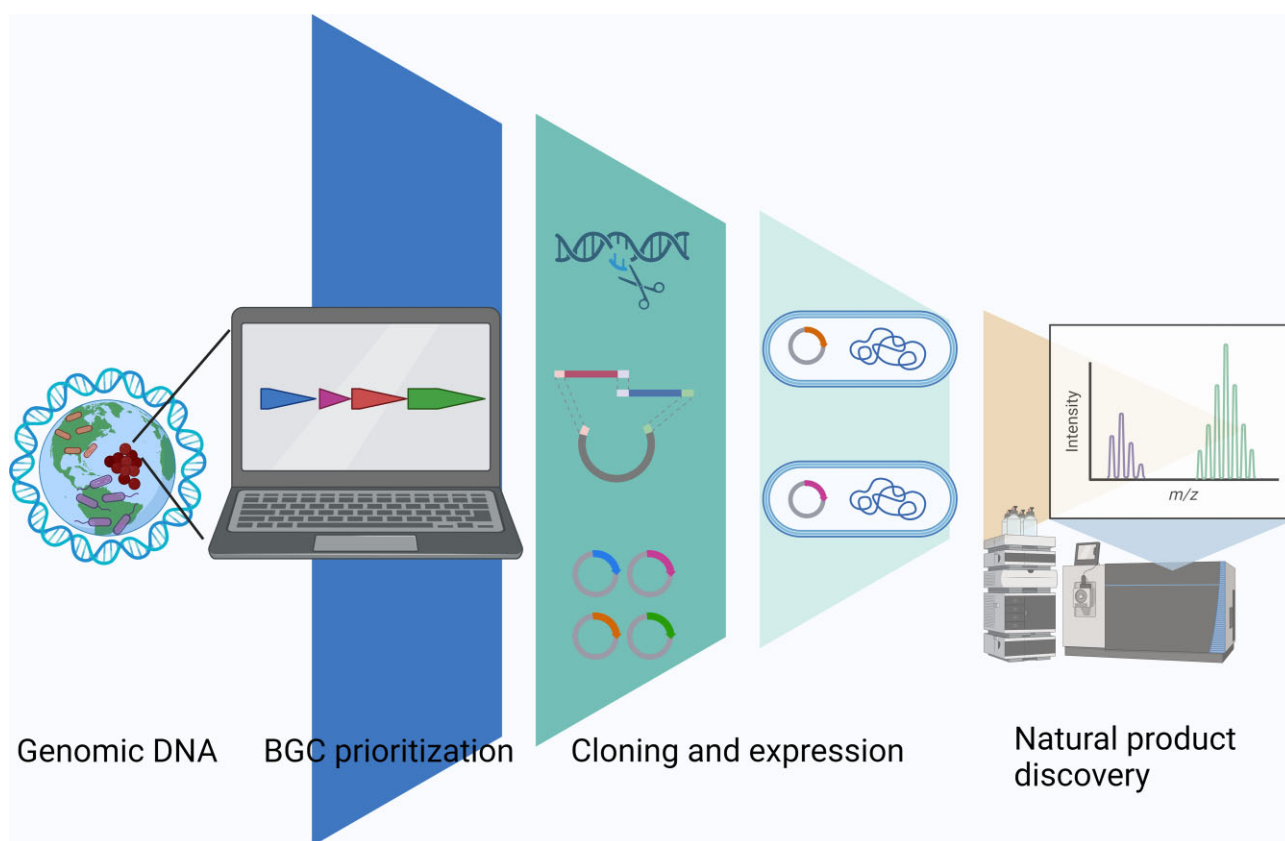 Intensity
m/z
Genomic DNA
BGC prioritization
Cloning and expression
Natural product
discovery